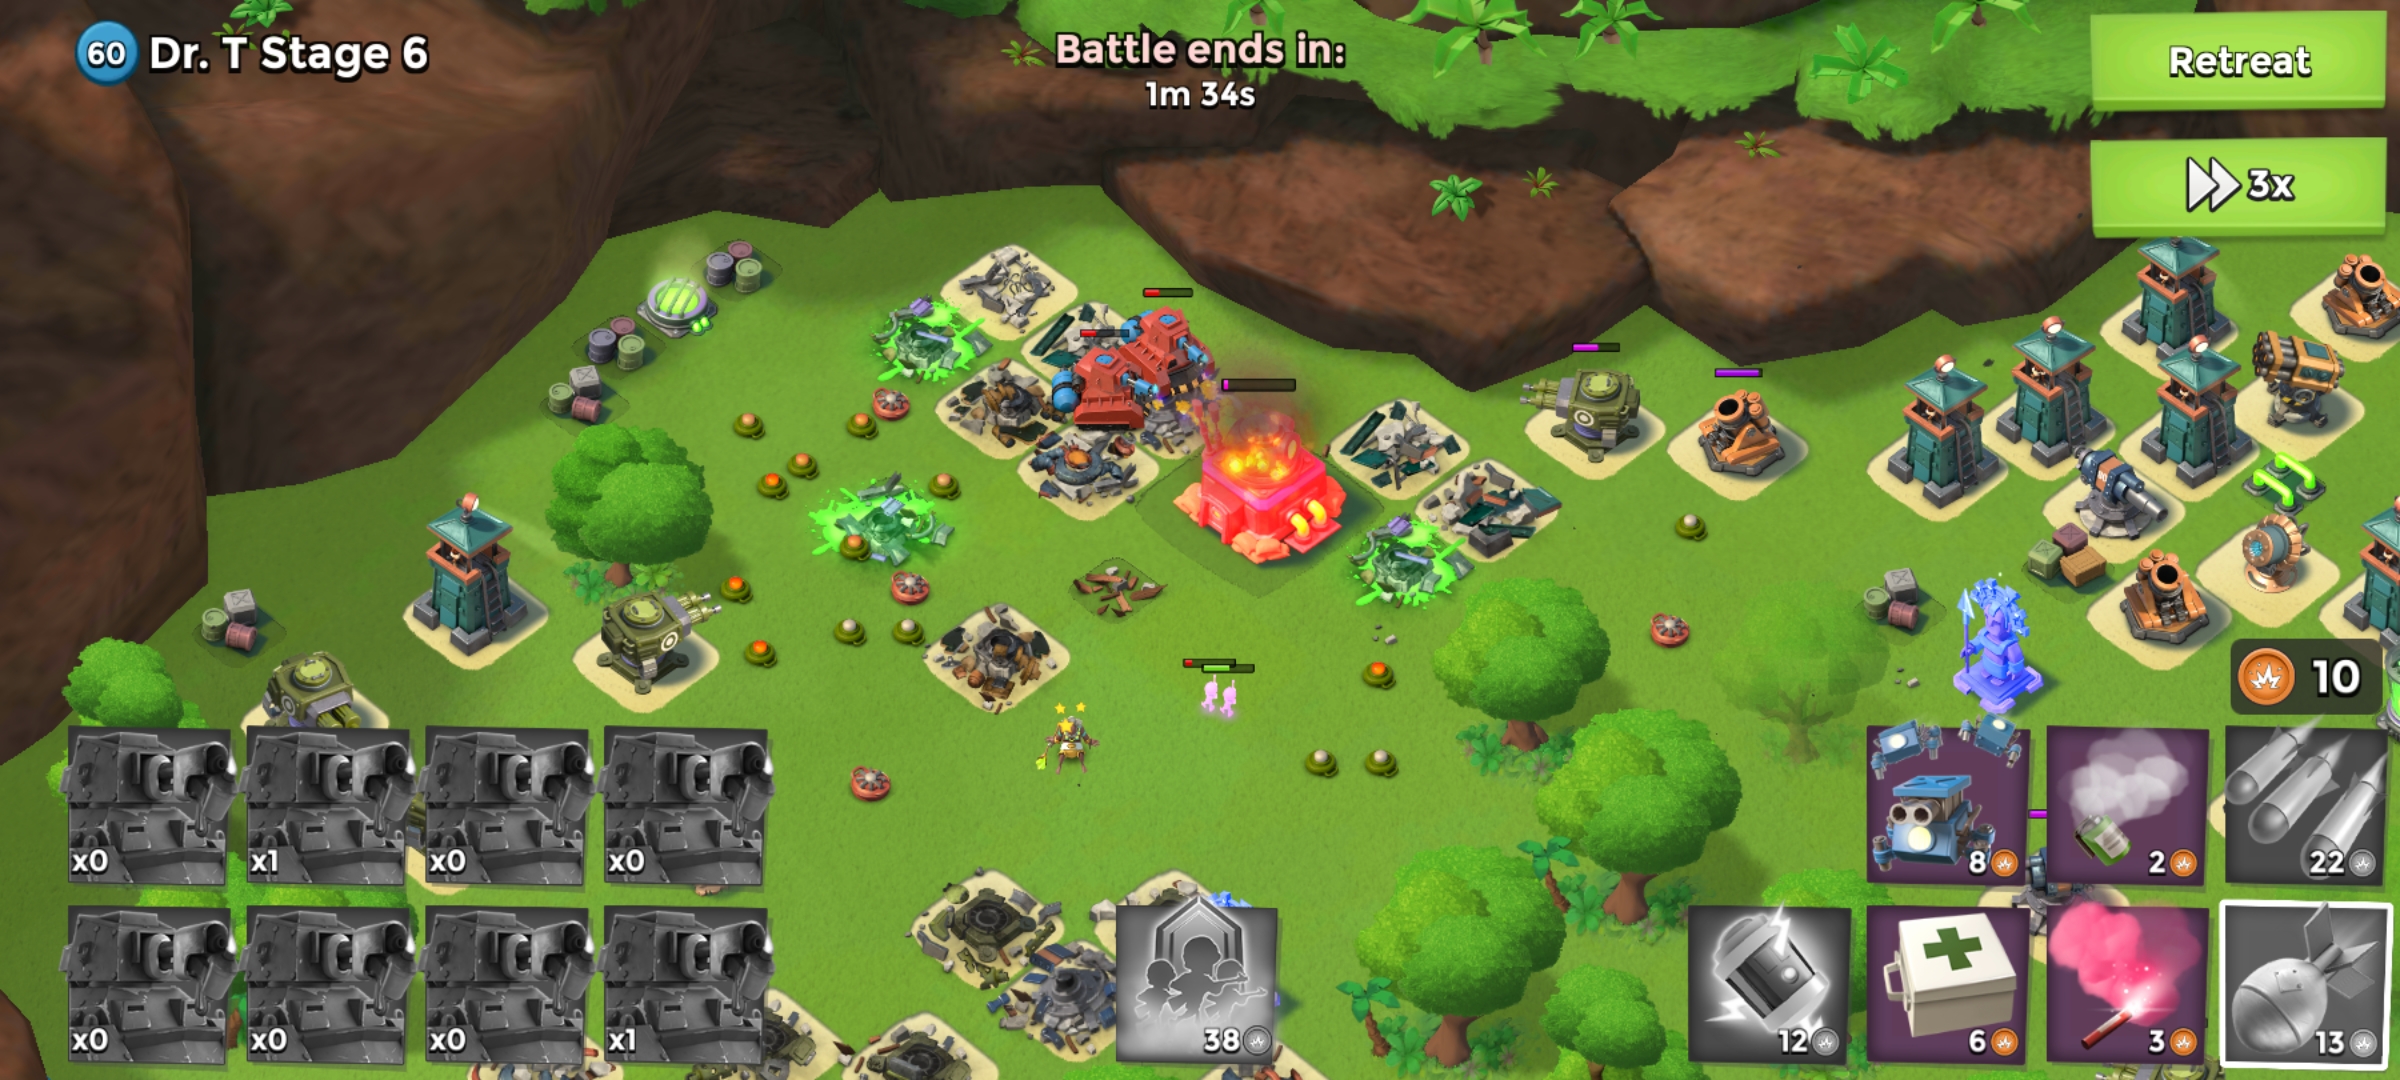 60 Dr. T Stage 6
Battle ends in:
1m 34s
Retreat
3x
10
x0
x1
x0
x0
8
2
22
x0
x0
x0
x1
38
12
6
3
13